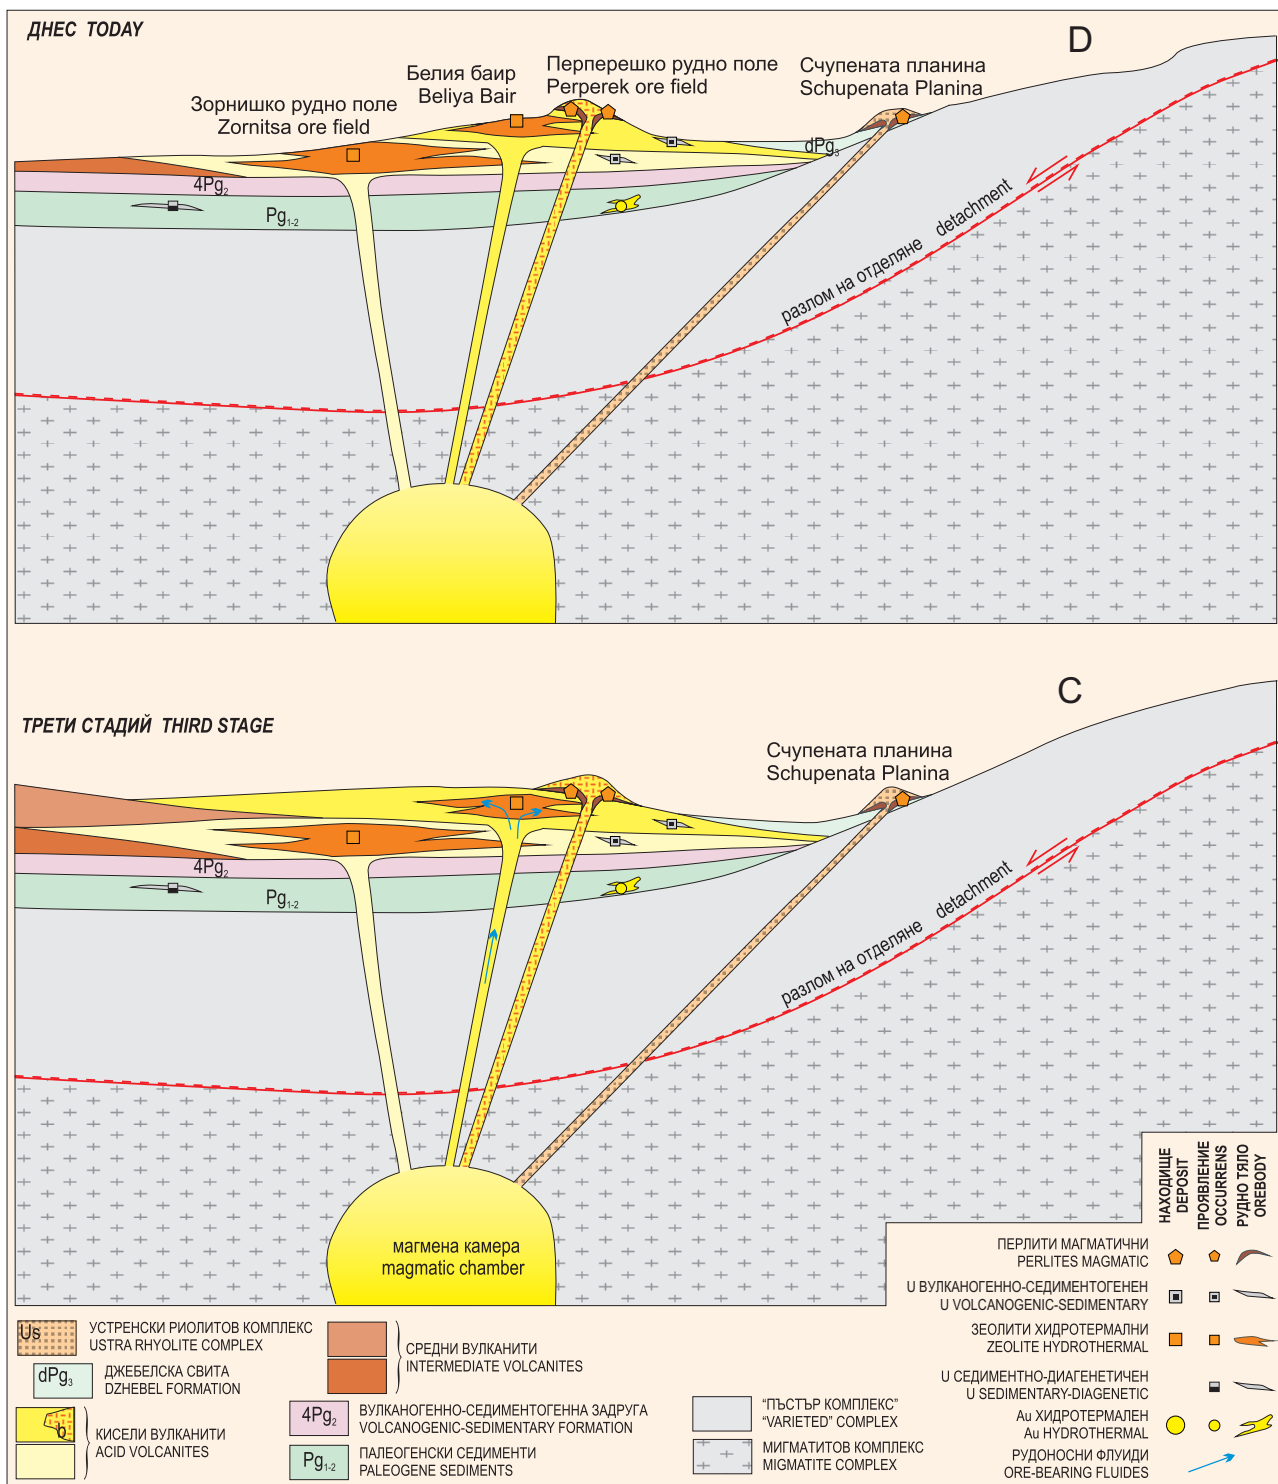 ДНЕС TODAY
D
Зорнишко рудно поле
Zornitsa ore field
Белия баир
Beliya Bair
Перперешко рудно поле
Perperek ore field
Счупената планина
Schupenata Planina
dPg3
4Pg2
Pg1-2
разлом на отделяне detachment
C
ТРЕТИ СТАДИЙ THIRD STAGE
Счупената планина
Schupenata Planina
4Pg2
Pg1-2
разлом на отделяне detachment
магмена камера
magmatic chamber
НАХОДИЩЕ
DEPOSIT
ПРОЯВЛЕНИЕ
OCCURRENS
РУДНО ТЯЛО
OREBODY
ПЕРЛИТИ МАГМАТИЧНИ
PERLITES MAGMATIC
U ВУЛКАНОГЕННО-СЕДИМЕНТОГЕНЕН
U VOLCANOGENIC-SEDIMENTARY
ЗЕОЛИТИ ХИДРОТЕРМАЛНИ
ZEOLITE HYDROTHERMAL
U СЕДИМЕНТНО-ДИАГЕНЕТИЧЕН
U SEDIMENTARY-DIAGENETIC
Au ХИДРОТЕРМАЛЕН
Au HYDROTHERMAL
РУДОНОСНИ ФЛУИДИ
ORE-BEARING FLUIDES
Us
УСТРЕНСКИ РИОЛИТОВ КОМПЛЕКС
USTRA RHYOLITE COMPLEX
dPg3
ДЖЕБЕЛСКА СВИТА
DZHEBEL FORMATION
b
КИСЕЛИ ВУЛКАНИТИ
ACID VOLCANITES
СРЕДНИ ВУЛКАНИТИ
INTERMEDIATE VOLCANITES
4Pg2
ВУЛКАНОГЕННО-СЕДИМЕНТОГЕННА ЗАДРУГА
VOLCANOGENIC-SEDIMENTARY FORMATION
Pg1-2
ПАЛЕОГЕНСКИ СЕДИМЕНТИ
PALEOGENE SEDIMENTS
"ПЪСТЪР КОМПЛЕКС"
"VARIETED" COMPLEX
МИГМАТИТОВ КОМПЛЕКС
MIGMATITE COMPLEX